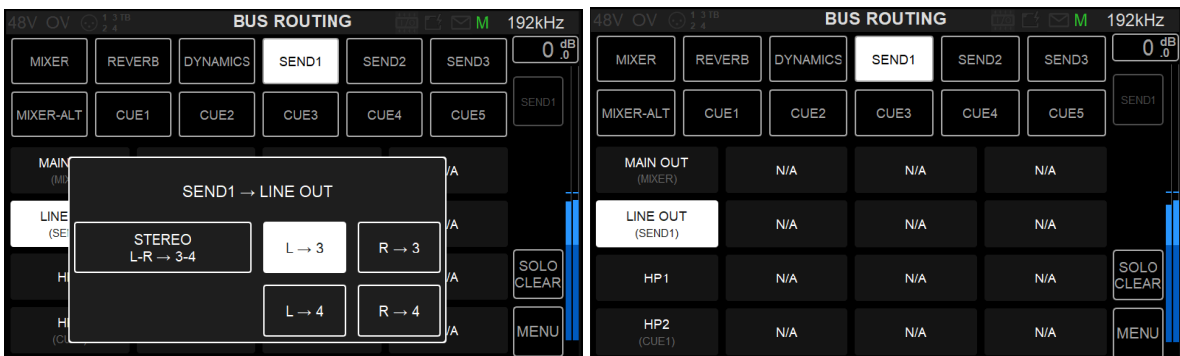 48V OV 1 3 TB BUS ROUTING M 192kHz
2 4
MIXER REVERB DYNAMICS SEND1 SEND2 SEND3 0 dB .0
MIXER-ALT CUE1 CUE2 CUE3 CUE4 CUE5 SEND1
MAIN /A
(MI
SEND1 → LINE OUT
LINE /A
(SE
STEREO
L-R → 3-4
L → 3 R → 3
H /A SOLO
CLEAR
L → 4 R → 4
H /A MENU
(CU
48V OV 1 3 TB BUS ROUTING M 192kHz
2 4
MIXER REVERB DYNAMICS SEND1 SEND2 SEND3 0 dB .0
MIXER-ALT CUE1 CUE2 CUE3 CUE4 CUE5 SEND1
MAIN OUT N/A N/A N/A
(MIXER)
LINE OUT N/A N/A N/A
(SEND1)
HP1 N/A N/A N/A SOLO
CLEAR
HP2 N/A N/A N/A MENU
(CUE1)